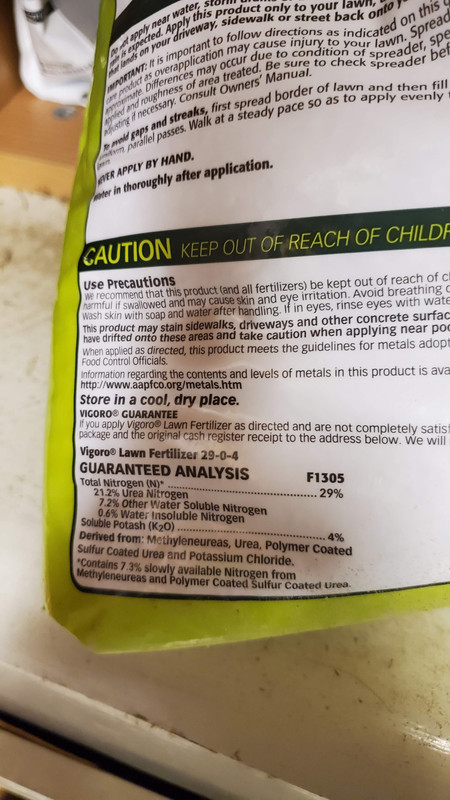 not apply near water, storm
be expected. Apply this product only to your lawn,
lands on your driveway, sidewalk or street back onto
IMPORTANT: It is important to follow directions as indicated on this
product as overapplication may cause injury to your lawn. Spread
approximate. Differences may occur due to condition of spreader,
applied and roughness of area treated. Be sure to check spreader
adjusting if necessary. Consult Owners' Manual.
To avoid gaps and streaks, first spread border of lawn and then fill
uniform, parallel passes. Walk at a steady pace so as to apply evenly
lawn.
NEVER APPLY BY HAND.
Water in thoroughly after application.
CAUTION KEEP OUT OF REACH OF CHILDR
Use Precautions
We recommend that this product (and all fertilizers) be kept out of reach of
harmful if swallowed and may cause skin and eye irritation. Avoid breathing
Wash skin with soap and water after handling. If in eyes, rinse eyes with wate
This product may stain sidewalks, driveways and other concrete surfac
have drifted onto these areas and take caution when applying near poo
When applied as directed, this product meets the guidelines for metals adopt
Food Control Officials.
Information regarding the contents and levels of metals in this product is ava
http://www.aapfco.org/metals.htm
Store in a cool, dry place.
VIGORO® GUARANTEE
If you apply Vigoro® Lawn Fertilizer as directed and are not completely satisf
package and the original cash register receipt to the address below. We will
Vigoro® Lawn Fertilizer 29-0-4
GUARANTEED ANALYSIS F1305
Total Nitrogen (N)* ........ 29%
21.2% Urea Nitrogen
7.2% Other Water Soluble Nitrogen
0.6% Water Insoluble Nitrogen
Soluble Potash (K2O) ........ 4%
Derived from: Methyleneureas, Urea, Polymer Coated
Sulfur Coated Urea and Potassium Chloride.
*Contains 7.3% slowly available Nitrogen from
Methyleneureas and Polymer Coated Sulfur Coated Urea.